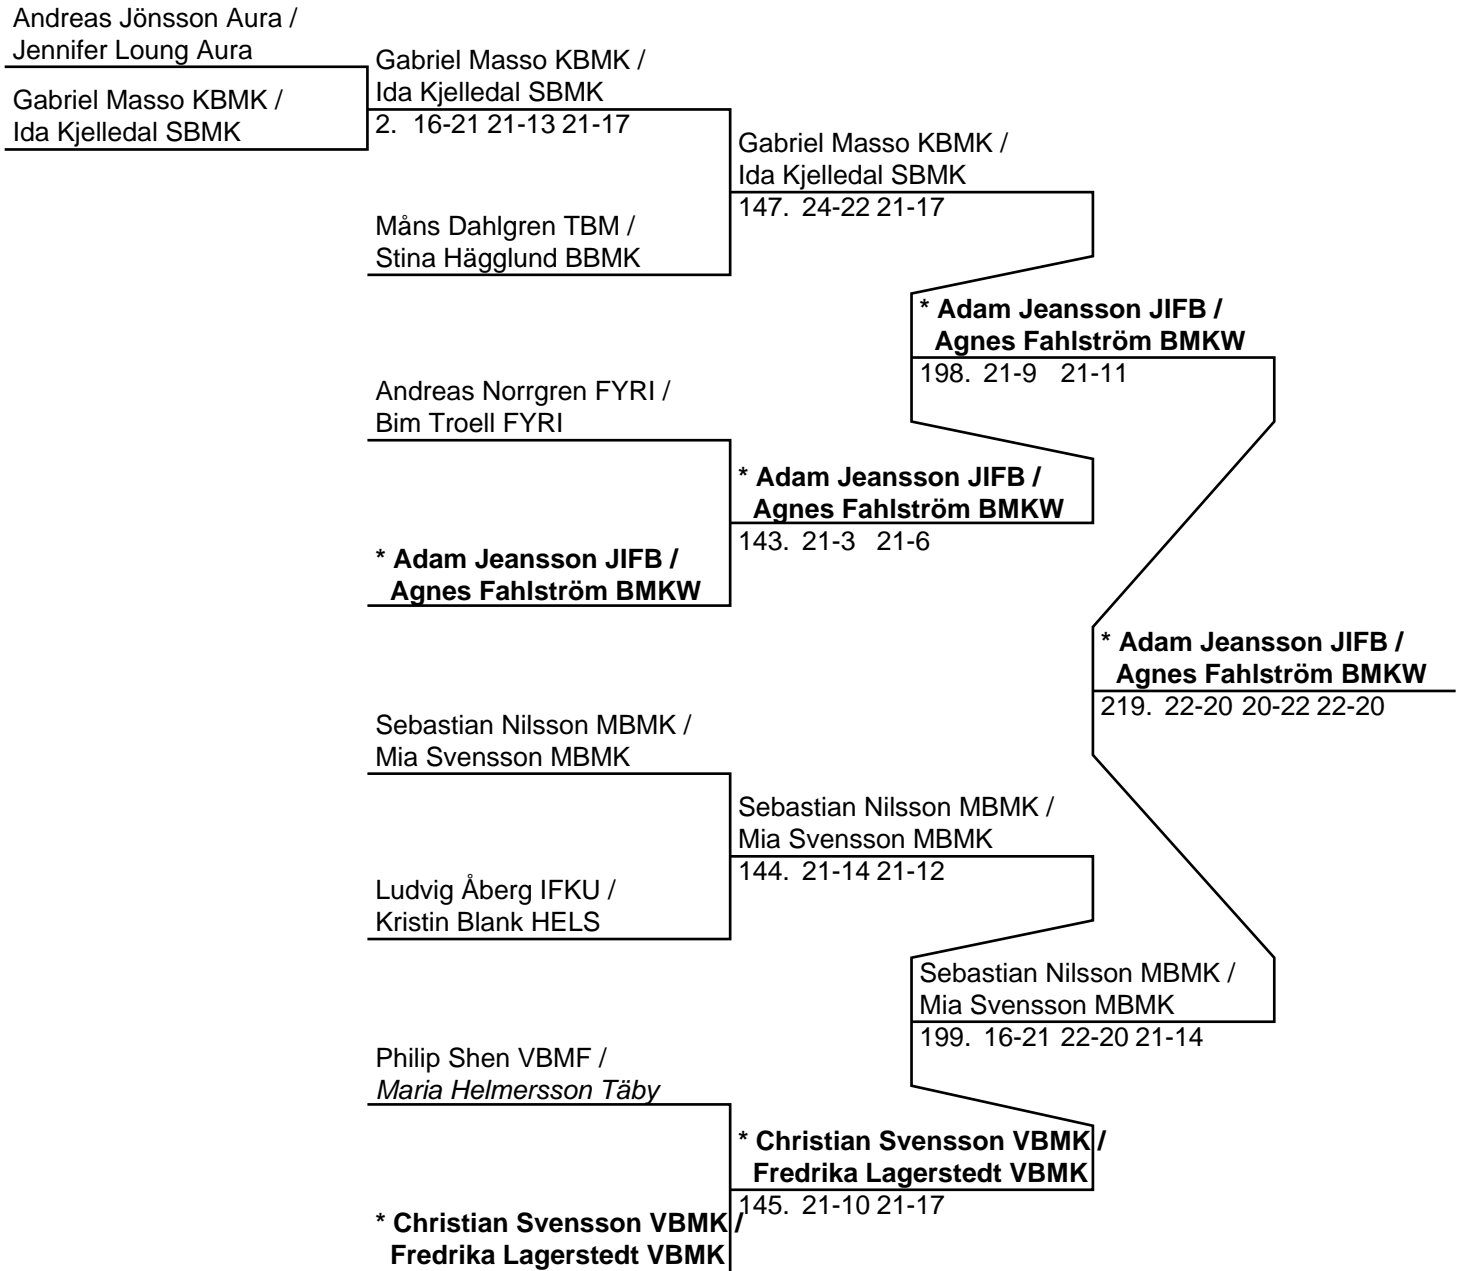 Andreas Jönsson Aura /
Jennifer Loung Aura
Gabriel Masso KBMK /
Ida Kjelledal SBMK
Gabriel Masso KBMK /
Ida Kjelledal SBMK
2. 16-21 21-13 21-17
Måns Dahlgren TBM /
Stina Hägglund BBMK
Gabriel Masso KBMK /
Ida Kjelledal SBMK
147. 24-22 21-17
Andreas Norrgren FYRI /
Bim Troell FYRI
* Adam Jeansson JIFB /
Agnes Fahlström BMKW
* Adam Jeansson JIFB /
Agnes Fahlström BMKW
143. 21-3 21-6
* Adam Jeansson JIFB /
Agnes Fahlström BMKW
198. 21-9 21-11
* Adam Jeansson JIFB /
Agnes Fahlström BMKW
219. 22-20 20-22 22-20
Sebastian Nilsson MBMK /
Mia Svensson MBMK
Ludvig Åberg IFKU /
Kristin Blank HELS
Sebastian Nilsson MBMK /
Mia Svensson MBMK
144. 21-14 21-12
Sebastian Nilsson MBMK /
Mia Svensson MBMK
199. 16-21 22-20 21-14
Philip Shen VBMF /
Maria Helmersson Täby
* Christian Svensson VBMK /
Fredrika Lagerstedt VBMK
* Christian Svensson VBMK /
Fredrika Lagerstedt VBMK
145. 21-10 21-17